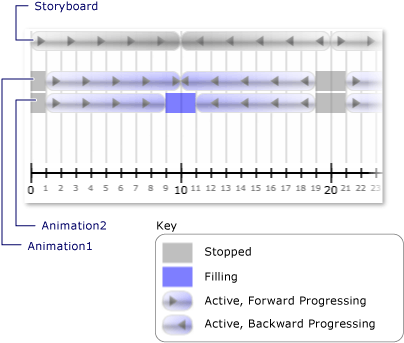 Storyboard
0 1 2 3 4 5 6 7 8 9 10 11 12 13 14 15 16 17 18 19 20 21 22 23
Animation2
Animation1
Key
Stopped
Filling
Active, Forward Progressing
Active, Backward Progressing